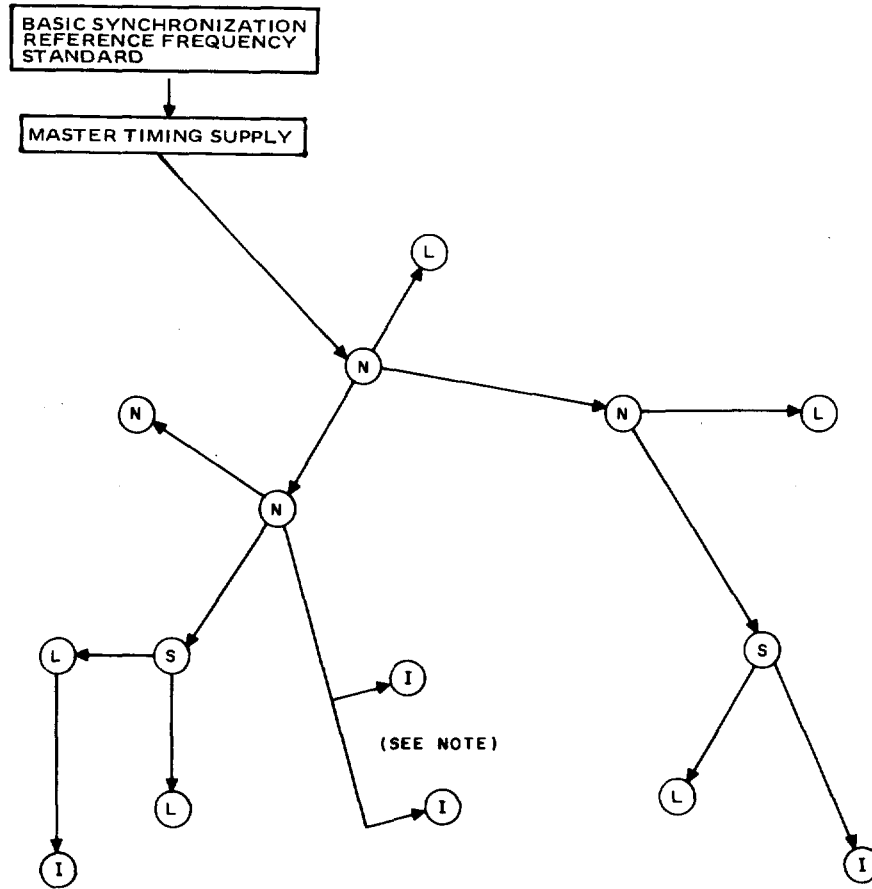 BASIC SYNCHRONIZATION
REFERENCE FREQUENCY
STANDARD
MASTER TIMING SUPPLY
L
N
N
N
L
N
L
S
S
I
(SEE NOTE)
L
L
I
I
I